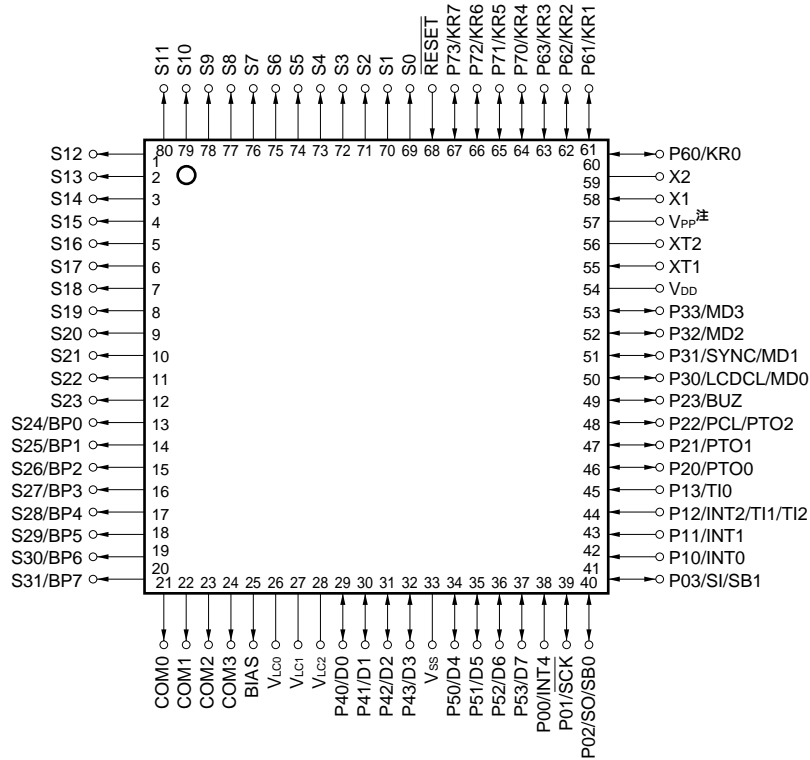 S11
S10
S9
S8
S7
S6
S5
S4
S3
S2
S1
S0
RESET
P73/KR7
P72/KR6
P71/KR5
P70/KR4
P63/KR3
P62/KR2
P61/KR1
80 79 78 77 76 75 74 73 72 71 70 69 68 67 66 65 64 63 62 61
S12 1
S13 2
S14 3
S15 4
S16 5
S17 6
S18 7
S19 8
S20 9
S21 10
S22 11
S23 12
S24/BP0 13
S25/BP1 14
S26/BP2 15
S27/BP3 16
S28/BP4 17
S29/BP5 18
S30/BP6 19
S31/BP7 20
60 P60/KR0
59 X2
58 X1
57 VPP注
56 XT2
55 XT1
54 VDD
53 P33/MD3
52 P32/MD2
51 P31/SYNC/MD1
50 P30/LCDCL/MD0
49 P23/BUZ
48 P22/PCL/PTO2
47 P21/PTO1
46 P20/PTO0
45 P13/TI0
44 P12/INT2/TI1/TI2
43 P11/INT1
42 P10/INT0
41 P03/SI/SB1
21 22 23 24 25 26 27 28 29 30 31 32 33 34 35 36 37 38 39 40
COM0
COM1
COM2
COM3
BIAS
VLC0
VLC1
VLC2
P40/D0
P41/D1
P42/D2
P43/D3
VSS
P50/D4
P51/D5
P52/D6
P53/D7
P00/INT4
P01/SCK
P02/SO/SB0